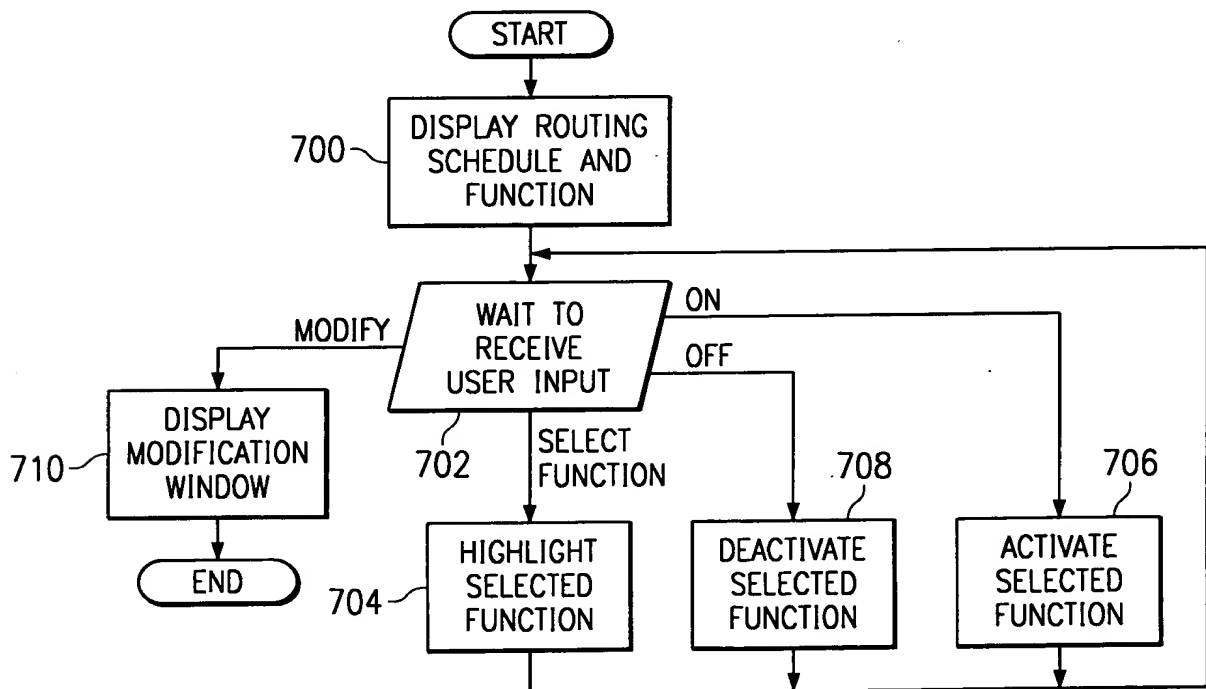 START
700
DISPLAY ROUTING
SCHEDULE AND
FUNCTION
MODIFY
WAIT TO
RECEIVE
USER INPUT
ON
OFF
702
SELECT
FUNCTION
710
DISPLAY
MODIFICATION
WINDOW
END
704
HIGHLIGHT
SELECTED
FUNCTION
708
DEACTIVATE
SELECTED
FUNCTION
706
ACTIVATE
SELECTED
FUNCTION